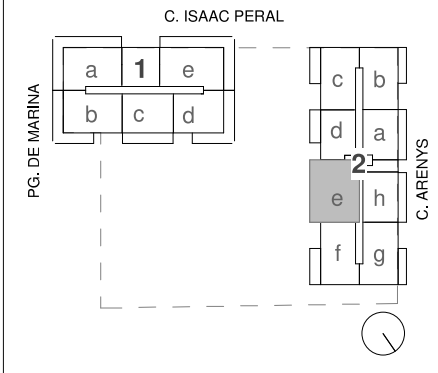 C. ISAAC PERAL
a 1 e
b c d
PG. DE MARINA
c b
d a
2
e h
f g
C. ARENYS